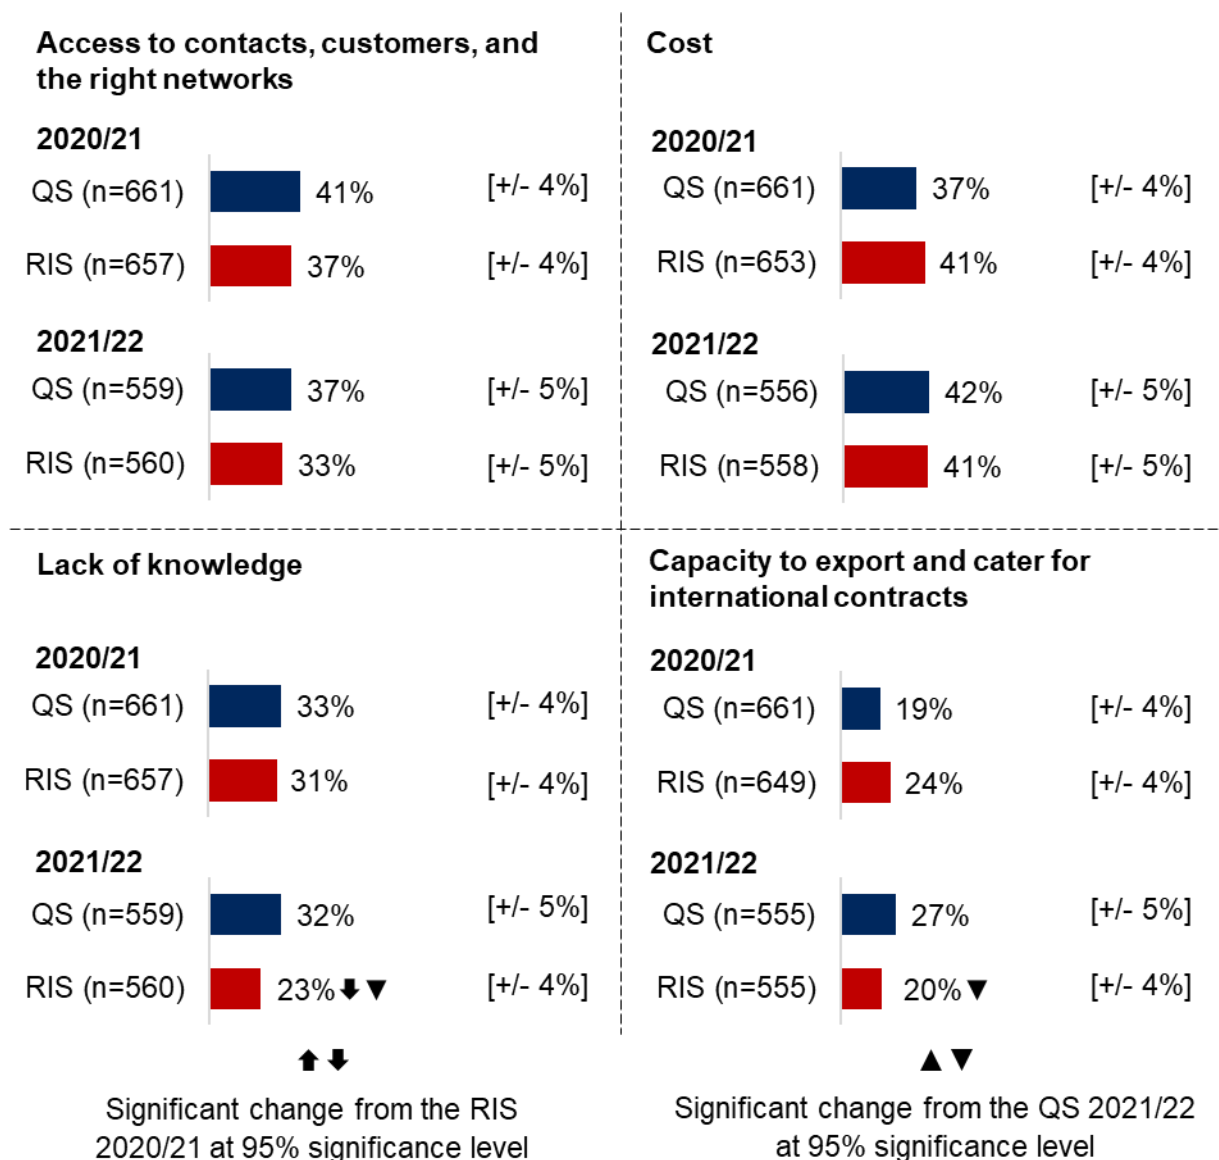 Access to contacts, customers, and
the right networks
2020/21
QS (n=661) 41% [+/- 4%]
RIS (n=657) 37% [+/- 4%]
2021/22
QS (n=559) 37% [+/- 5%]
RIS (n=560) 33% [+/- 5%]
Cost
2020/21
QS (n=661) 37% [+/- 4%]
RIS (n=653) 41% [+/- 4%]
2021/22
QS (n=556) 42% [+/- 5%]
RIS (n=558) 41% [+/- 5%]
Lack of knowledge
2020/21
QS (n=661) 33% [+/- 4%]
RIS (n=657) 31% [+/- 4%]
2021/22
QS (n=559) 32% [+/- 5%]
RIS (n=560) 23%⬇▼ [+/- 4%]
⬆⬇
Significant change from the RIS
2020/21 at 95% significance level
Capacity to export and cater for
international contracts
2020/21
QS (n=661) 19% [+/- 4%]
RIS (n=649) 24% [+/- 4%]
2021/22
QS (n=555) 27% [+/- 5%]
RIS (n=555) 20%▼ [+/- 4%]
▲▼
Significant change from the QS 2021/22
at 95% significance level